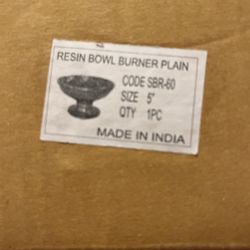 RESIN BOWL BURNER PLAIN
CODE SBR-60
SIZE 5"
QTY 1PC
MADE IN INDIA